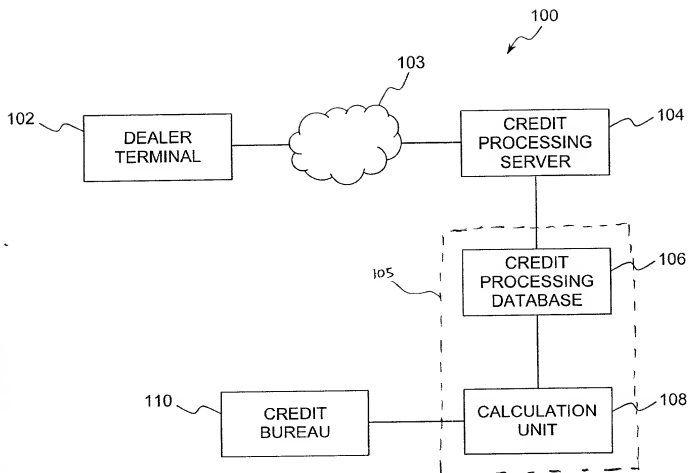 100
103
102
DEALER
TERMINAL
CREDIT
PROCESSING
SERVER
104
105
CREDIT
PROCESSING
DATABASE
106
110
CREDIT
BUREAU
CALCULATION
UNIT
108